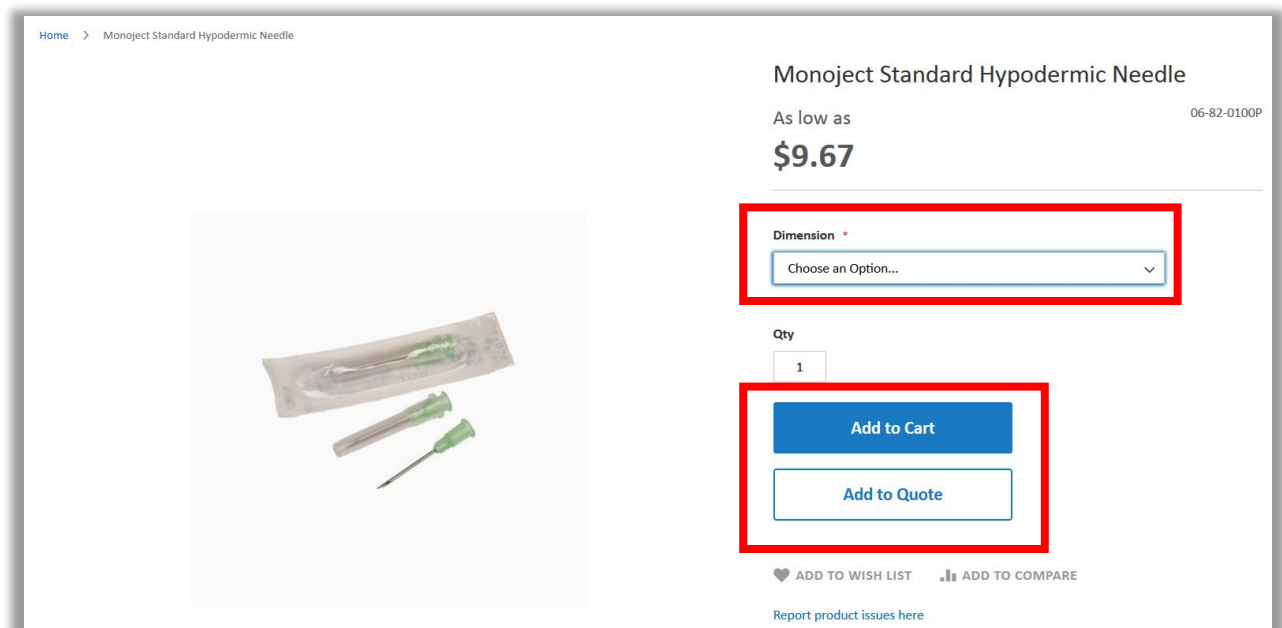 Home > Monoject Standard Hypodermic Needle
Monoject Standard Hypodermic Needle
As low as
06-82-0100P
$9.67
Dimension *
Choose an Option...
Qty
1
Add to Cart
Add to Quote
ADD TO WISH LIST ADD TO COMPARE
Report product issues here